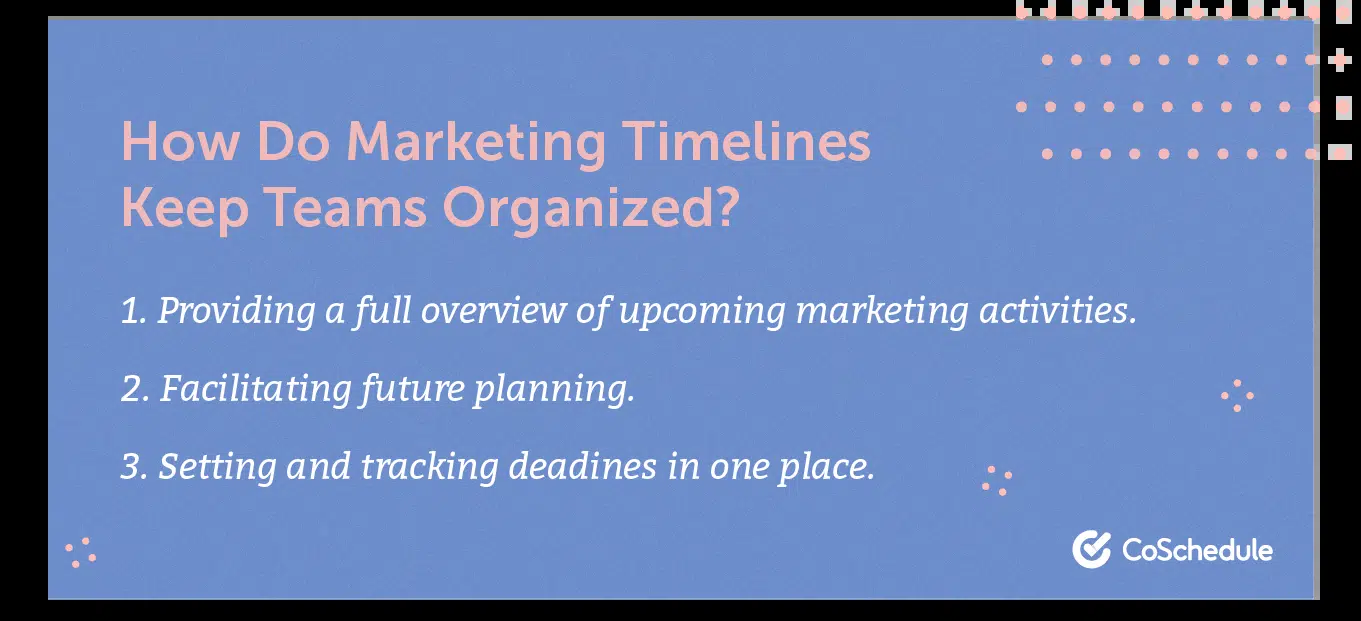 How Do Marketing Timelines
Keep Teams Organized?
1. Providing a full overview of upcoming marketing activities.
2. Facilitating future planning.
3. Setting and tracking deadines in one place.
CoSchedule